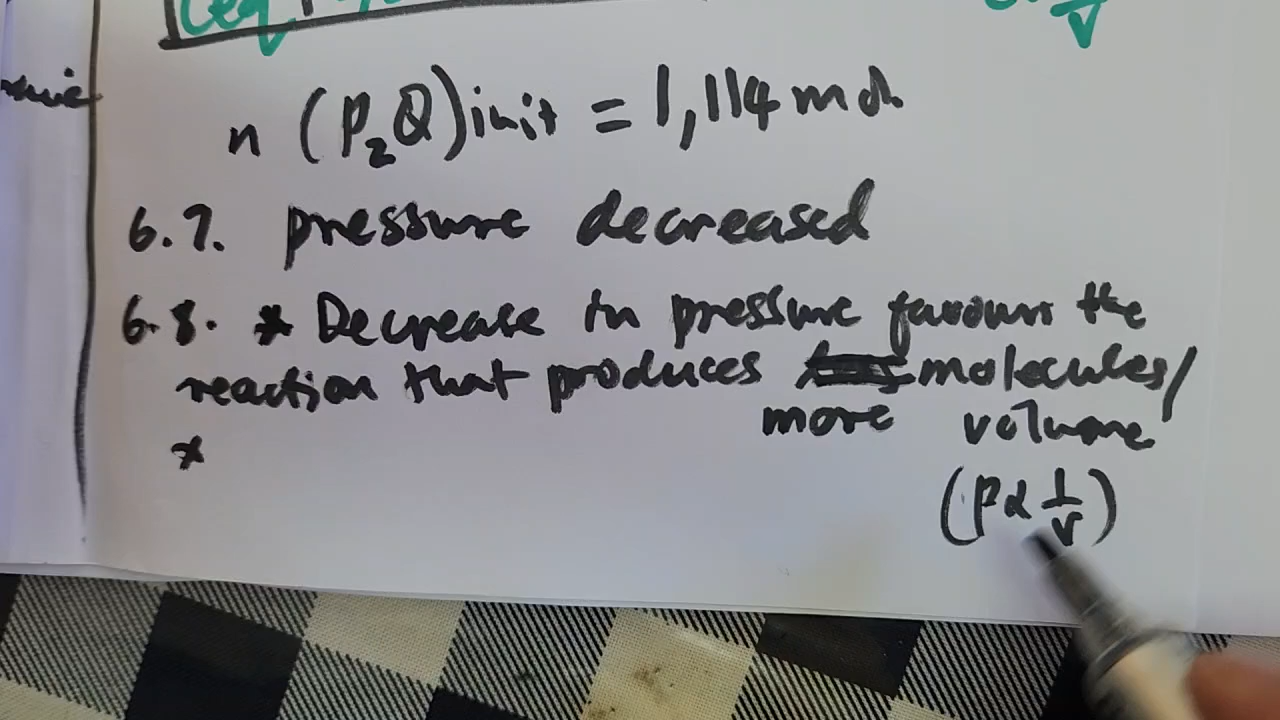 n (P₂Q)init = 1,114 mol
6.7. pressure decreased
6.8. * Decrease in pressure favours the
reaction that produces molecules/
more volume
*
(P∝ 1/V)